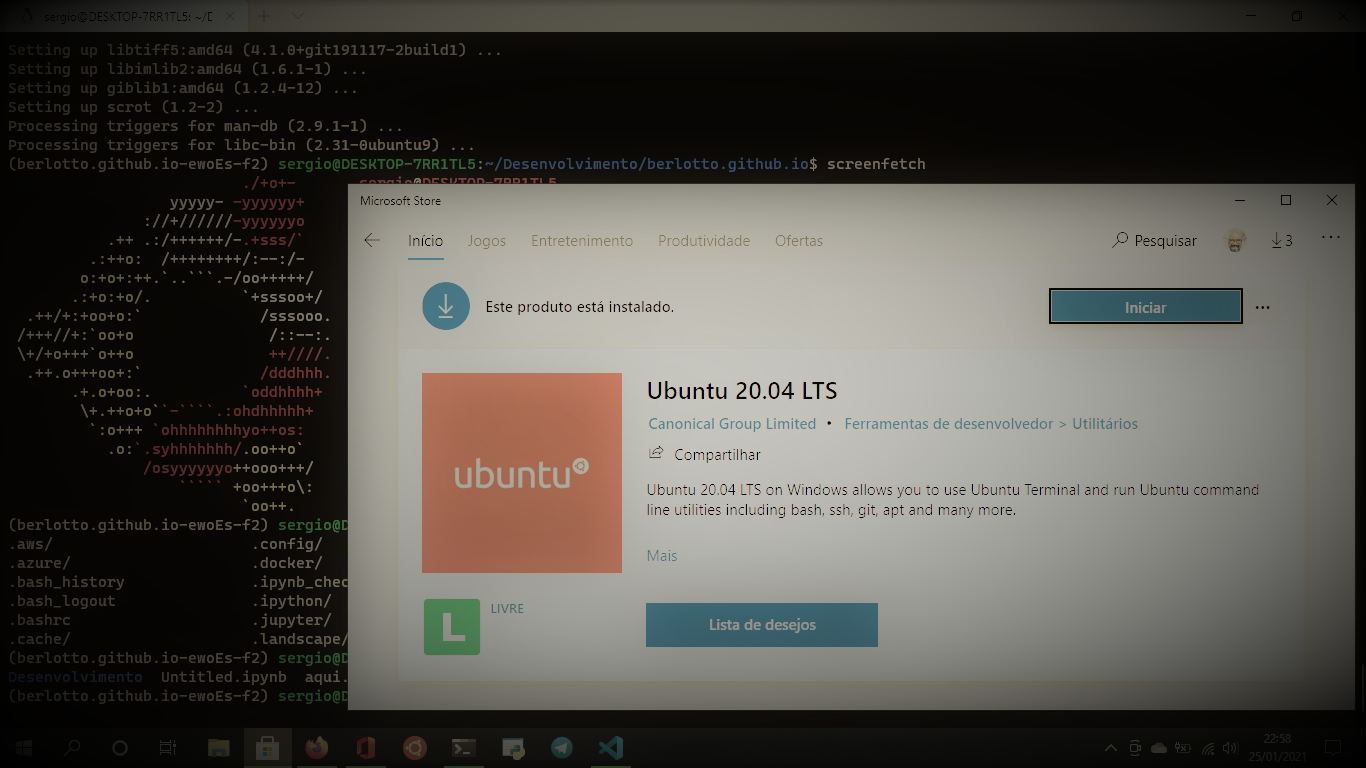 sergio@DESKTOP-7RR1TL5: ~/D
Setting up libtiff5:amd64 (4.1.0+git191117-2build1) ...
Setting up libimlib2:amd64 (1.6.1-1) ...
Setting up giblib1:amd64 (1.2.4-12) ...
Setting up scrot (1.2-2) ...
Processing triggers for man-db (2.9.1-1) ...
Processing triggers for libc-bin (2.31-0ubuntu9) ...
(berlotto.github.io-ewoEs-f2) sergio@DESKTOP-7RR1TL5:~/Desenvolvimento/berlotto.github.io$ screenfetch
./+o+- sergio@DESKTOP-7RR1TL5
yyyyy- -yyyyyy+
://+//////-yyyyyyo
.++ .:/++++++/-.+sss/`
.:++o: /++++++++/:--:/-
o:+o+:++.`..```.-/oo+++++/
.:+o:+o/. `+sssoo+/
.++/+:+oo+o:` /sssooo.
/+++//+:`oo+o /::--:.
\+/+o+++`o++o ++////.
.++.o+++oo+:` /dddhhh.
.+.o+oo:. `oddhhhh+
\+.++o+o``-````.:ohdhhhhh+
`:o+++ `ohhhhhhhhyo++os:
.o:`.syhhhhhhh/.oo++o`
/osyyyyyyo++ooo+++/
````` +oo+++o\:
`oo++.
(berlotto.github.io-ewoEs-f2) sergio@D
.aws/ .config/
.azure/ .docker/
.bash_history .ipynb_chec
.bash_logout .ipython/
.bashrc .jupyter/
.cache/ .landscape/
(berlotto.github.io-ewoEs-f2) sergio@D
Desenvolvimento Untitled.ipynb aqui.
(berlotto.github.io-ewoEs-f2) sergio@D
Microsoft Store
Início Jogos Entretenimento Produtividade Ofertas Pesquisar 3 ...
Este produto está instalado. Iniciar ...
ubuntu
Ubuntu 20.04 LTS
Canonical Group Limited • Ferramentas de desenvolvedor > Utilitários
Compartilhar
Ubuntu 20.04 LTS on Windows allows you to use Ubuntu Terminal and run Ubuntu command
line utilities including bash, ssh, git, apt and many more.
Mais
L LIVRE
Lista de desejos
22:58
25/01/2021